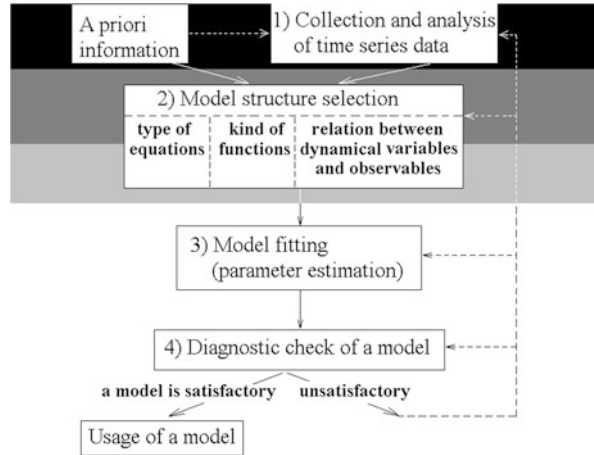 A priori
information
1) Collection and analysis
of time series data
2) Model structure selection
type of
equations
kind of
functions
relation between
dynamical variables
and observables
3) Model fitting
(parameter estimation)
4) Diagnostic check of a model
a model is satisfactory
unsatisfactory
Usage of a model